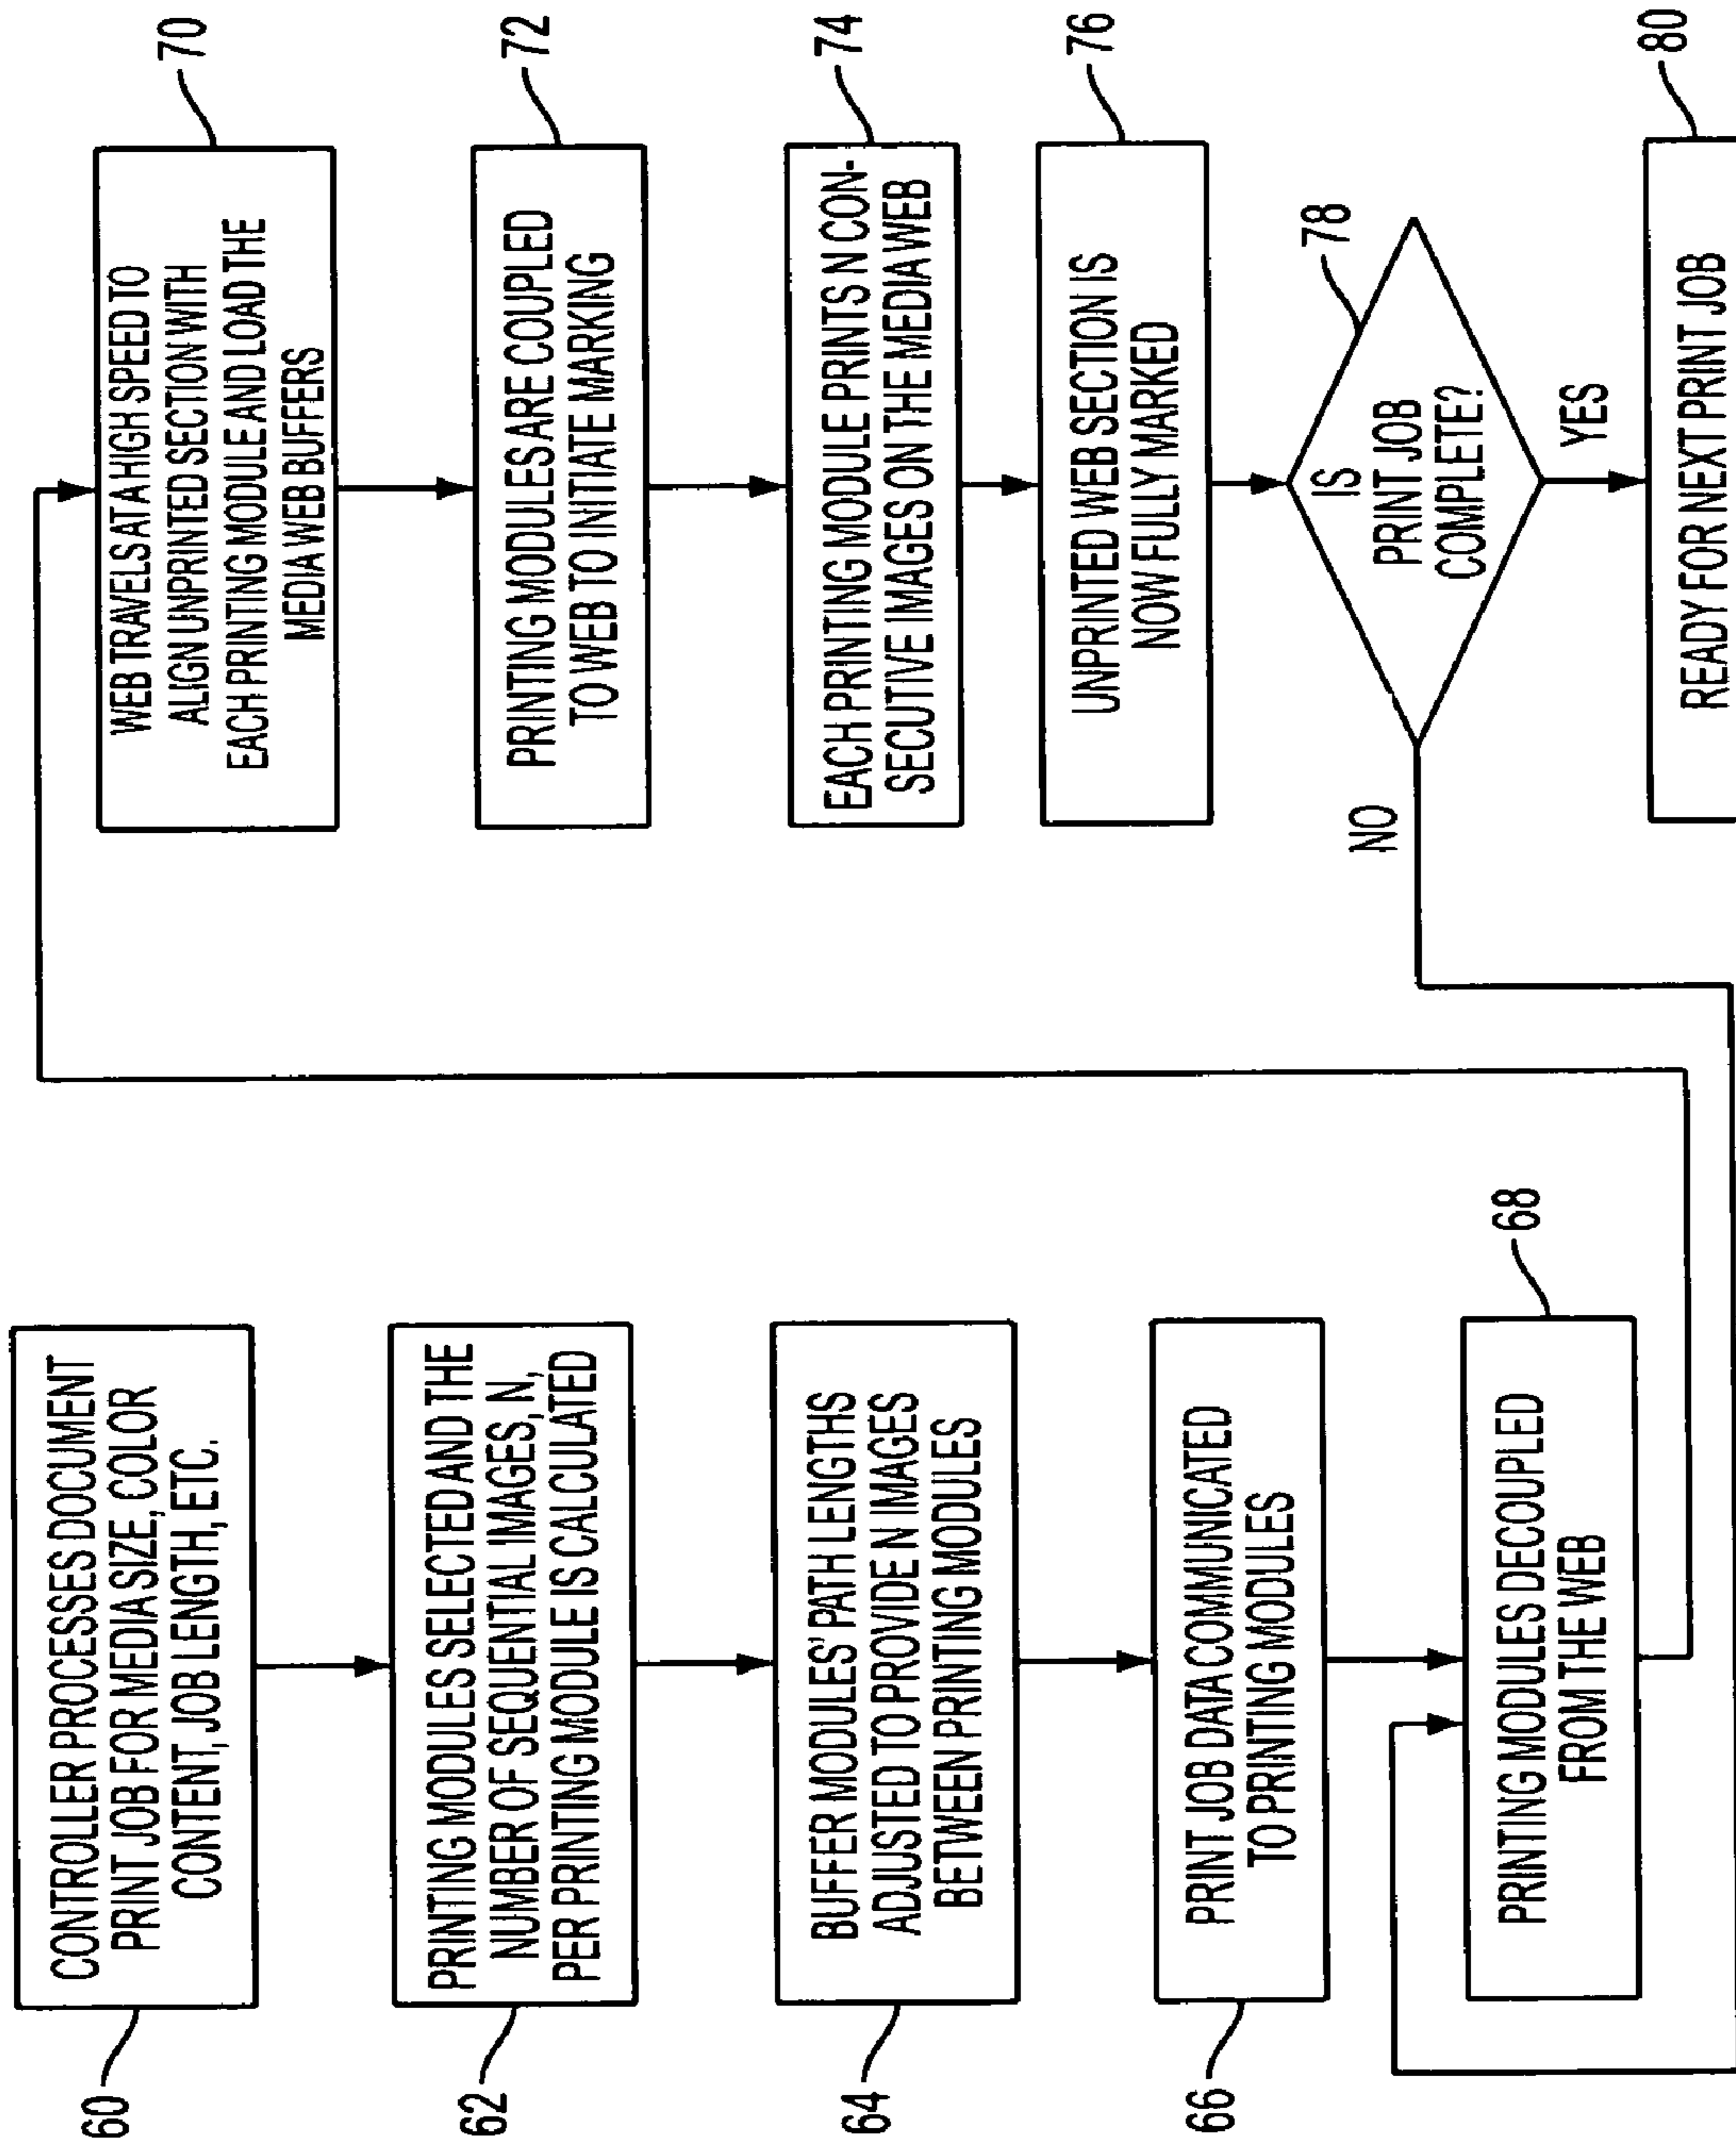 60
CONTROLLER PROCESSES DOCUMENT
PRINT JOB FOR MEDIA SIZE, COLOR
CONTENT, JOB LENGTH, ETC.
62
PRINTING MODULES SELECTED AND THE
NUMBER OF SEQUENTIAL IMAGES, N,
PER PRINTING MODULE IS CALCULATED
64
BUFFER MODULES' PATH LENGTHS
ADJUSTED TO PROVIDE N IMAGES
BETWEEN PRINTING MODULES
66
PRINT JOB DATA COMMUNICATED
TO PRINTING MODULES
68
PRINTING MODULES DECOUPLED
FROM THE WEB
70
WEB TRAVELS AT A HIGH SPEED TO
ALIGN UNPRINTED SECTION WITH
EACH PRINTING MODULE AND LOAD THE
MEDIA WEB BUFFERS
72
PRINTING MODULES ARE COUPLED
TO WEB TO INITIATE MARKING
74
EACH PRINTING MODULE PRINTS N CON-
SECUTIVE IMAGES ON THE MEDIA WEB
76
UNPRINTED WEB SECTION IS
NOW FULLY MARKED
78
IS
PRINT JOB
COMPLETE?
NO
YES
80
READY FOR NEXT PRINT JOB